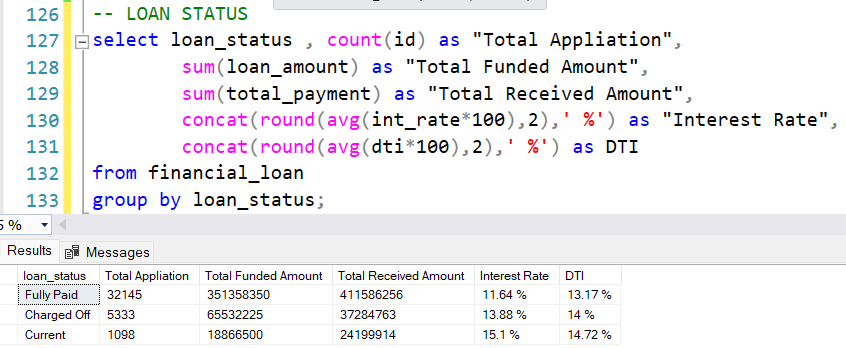 126 -- LOAN STATUS
127 select loan_status , count(id) as "Total Appliation",
128 sum(loan_amount) as "Total Funded Amount",
129 sum(total_payment) as "Total Received Amount",
130 concat(round(avg(int_rate*100),2),' %') as "Interest Rate",
131 concat(round(avg(dti*100),2),' %') as DTI
132 from financial_loan
133 group by loan_status;
%
Results Messages
loan_status Total Appliation Total Funded Amount Total Received Amount Interest Rate DTI
Fully Paid 32145 351358350 411586256 11.64 % 13.17 %
Charged Off 5333 65532225 37284763 13.88 % 14 %
Current 1098 18866500 24199914 15.1 % 14.72 %